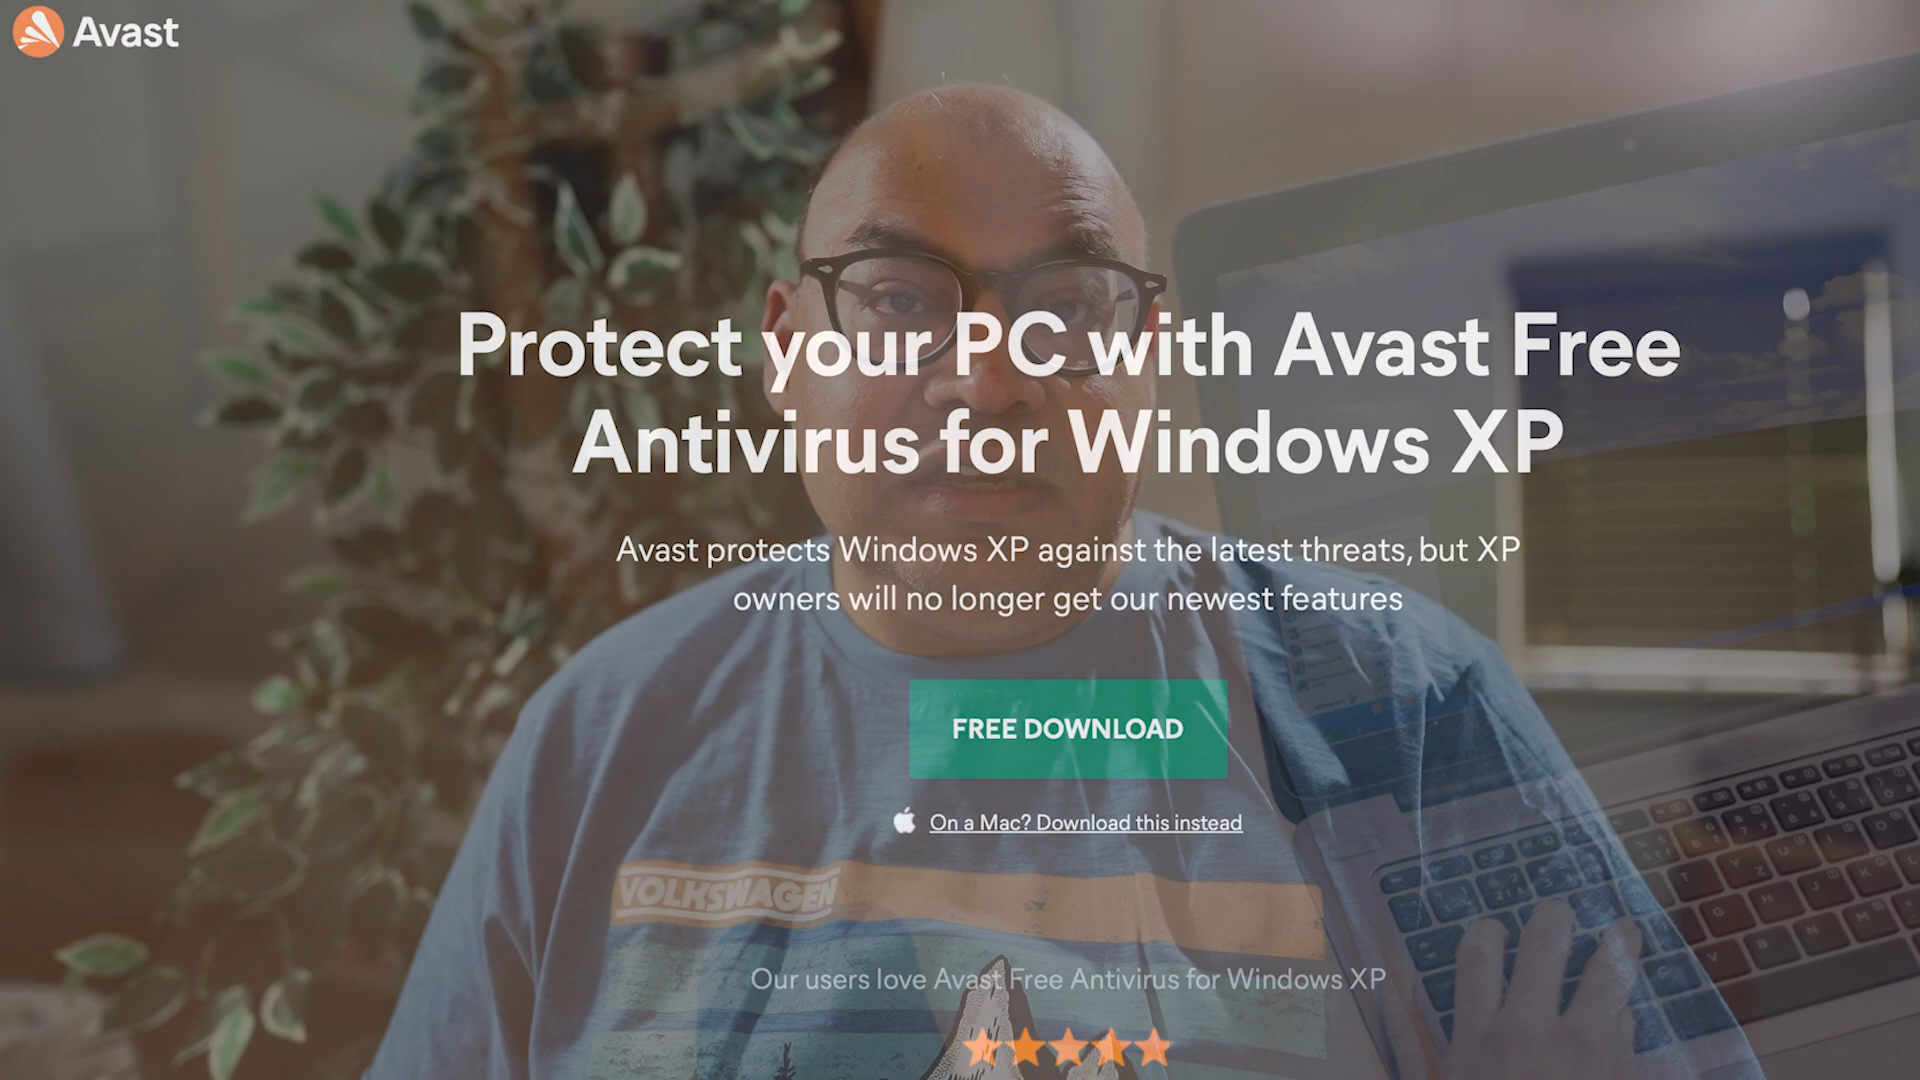 Avast
Protect your PC with Avast Free
Antivirus for Windows XP
Avast protects Windows XP against the latest threats, but XP
owners will no longer get our newest features
FREE DOWNLOAD
On a Mac? Download this instead
VOLKSWAGEN
Our users love Avast Free Antivirus for Windows XP